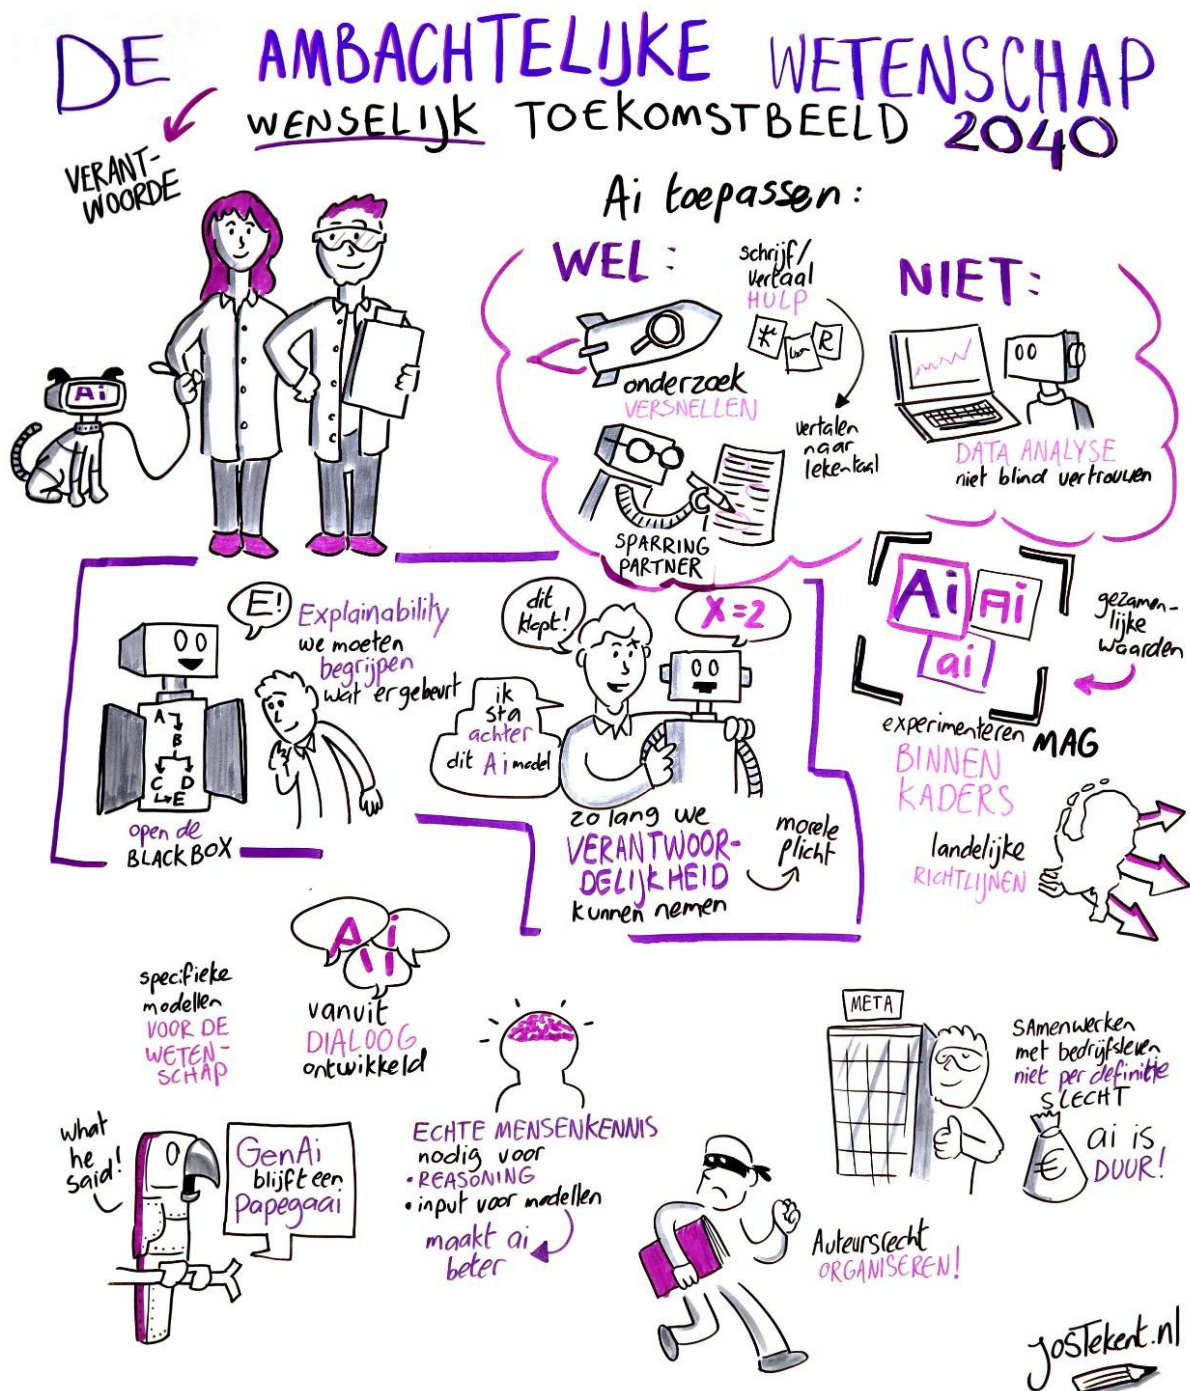 DE AMBACHTELIJKE WETENSCHAP
WENSELIJK TOEKOMSTBEELD 2040
VERANT-
WOORDE
Ai
Ai toepassen:
WEL:
onderzoek
VERSNELLEN
schrijf/
vertaal
HULP
R
vertalen
naar
lekentaal
SPARRING
PARTNER
NIET:
DATA ANALYSE
niet blind vertrouwen
E!
Explainability
we moeten
begrijpen
wat er gebeurt
A
B
C D
E
open de
BLACKBOX
dit
klopt!
X=2
ik
sta
achter
dit Ai model
zo lang we
VERANTWOOR-
DELIJKHEID
kunnen nemen
morele
plicht
Ai Ai
ai
gezamen-
lijke
waarden
experimenteren MAG
BINNEN
KADERS
landelijke
RICHTLIJNEN
specifieke
modellen
VOOR DE
WETEN-
SCHAP
vanuit
DIALOOG
ontwikkeld
what
he
said!
GenAi
blijft een
Papegaai
ECHTE MENSENKENNIS
nodig voor
• REASONING
• input voor modellen
maakt ai
beter
META
SAmenwerken
met bedrijfsleven
niet per definitie
SLECHT
€
ai is
DUUR!
Auteursrecht
ORGANISEREN!
josTekent.nl